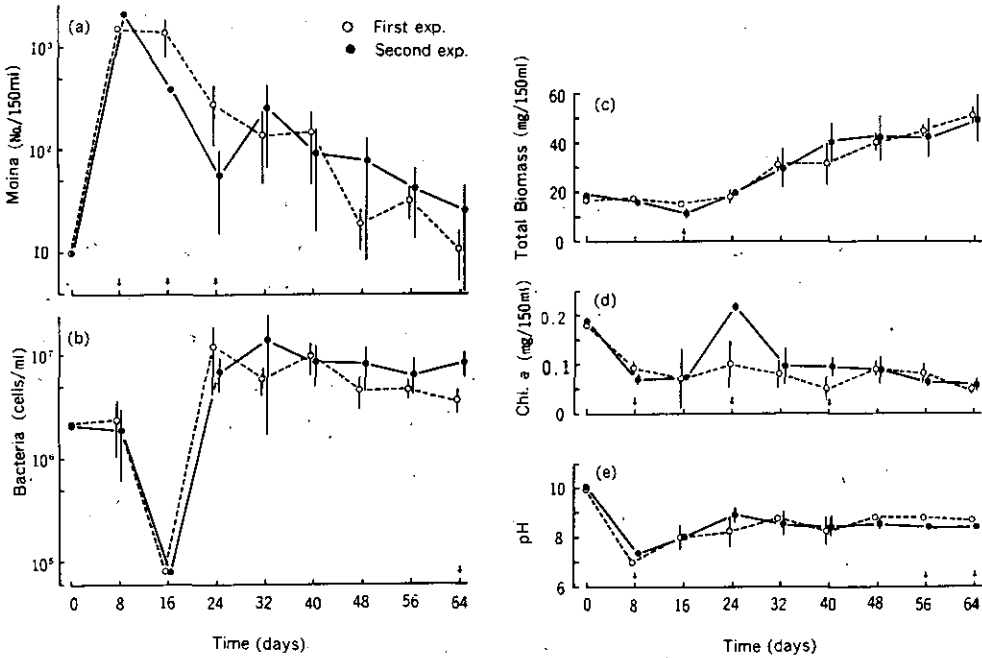 (a)
○ First exp.
● Second exp.
Moina (No./150ml)
10³
10²
10
(b)
Bacteria (cells/ml)
10⁷
10⁶
10⁵
0 8 16 24 32 40 48 56 64
Time (days)
(c)
Total Biomass (mg/150ml)
60
40
20
0
(d)
Chl. a (mg/150ml)
0.2
0.1
0
(e)
pH
10
8
6
0 8 16 24 32 40 48 56 64
Time (days)